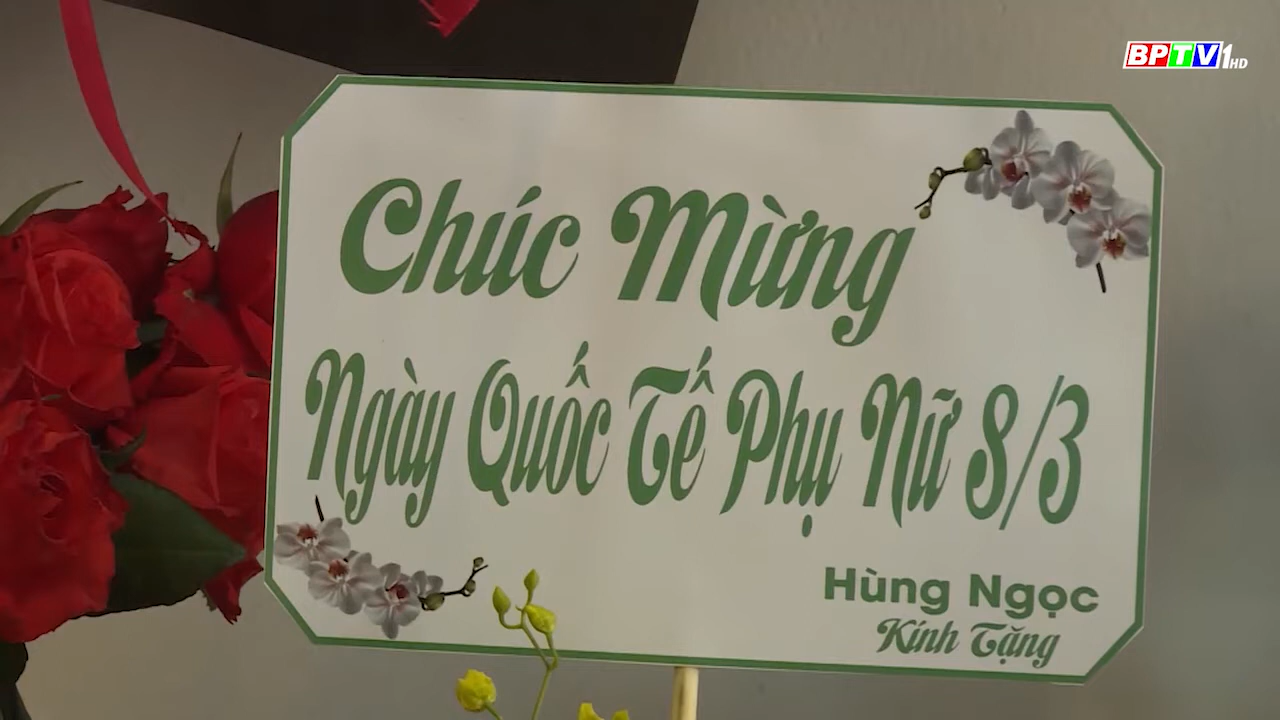 BPTV1HD
Chúc Mừng
Ngày Quốc Tế Phụ Nữ 8/3
Hùng Ngọc
Kính Tặng